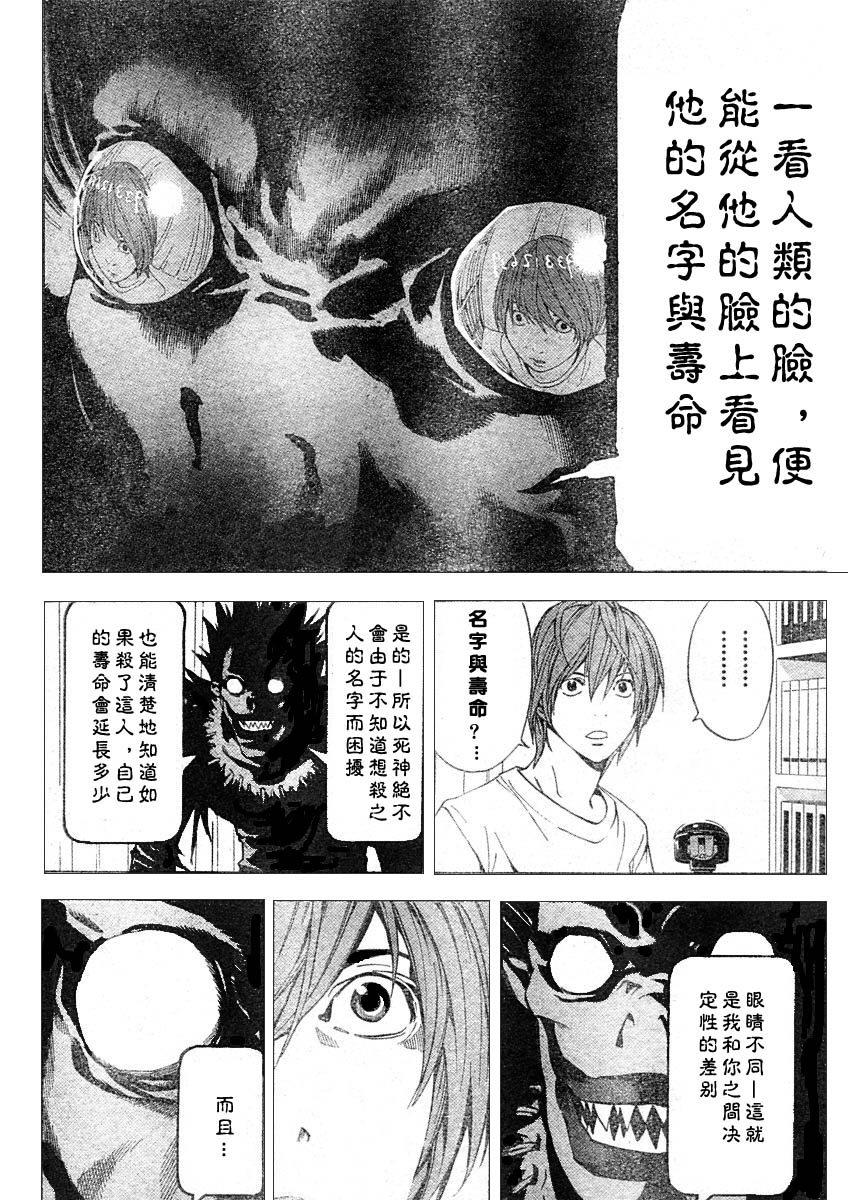 一看人類的臉，便
能從他的臉上看見
他的名字與壽命
………
名字與壽命？…
是的—所以死神絕不
會由于不知道想殺之
人的名字而困擾
也能清楚地知道如
果殺了這人，自己
的壽命會延長多少
眼睛不同—這就
是我和你之間決
定性的差别
而且…